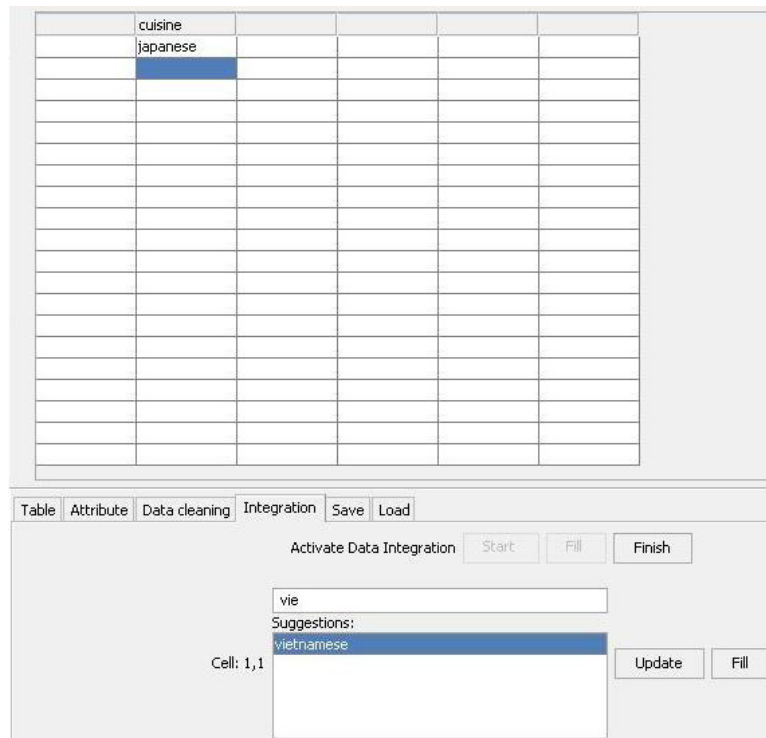 cuisine
japanese
Table Attribute Data cleaning Integration Save Load
Activate Data Integration Start Fill Finish
vie
Suggestions:
vietnamese
Cell: 1,1 Update Fill